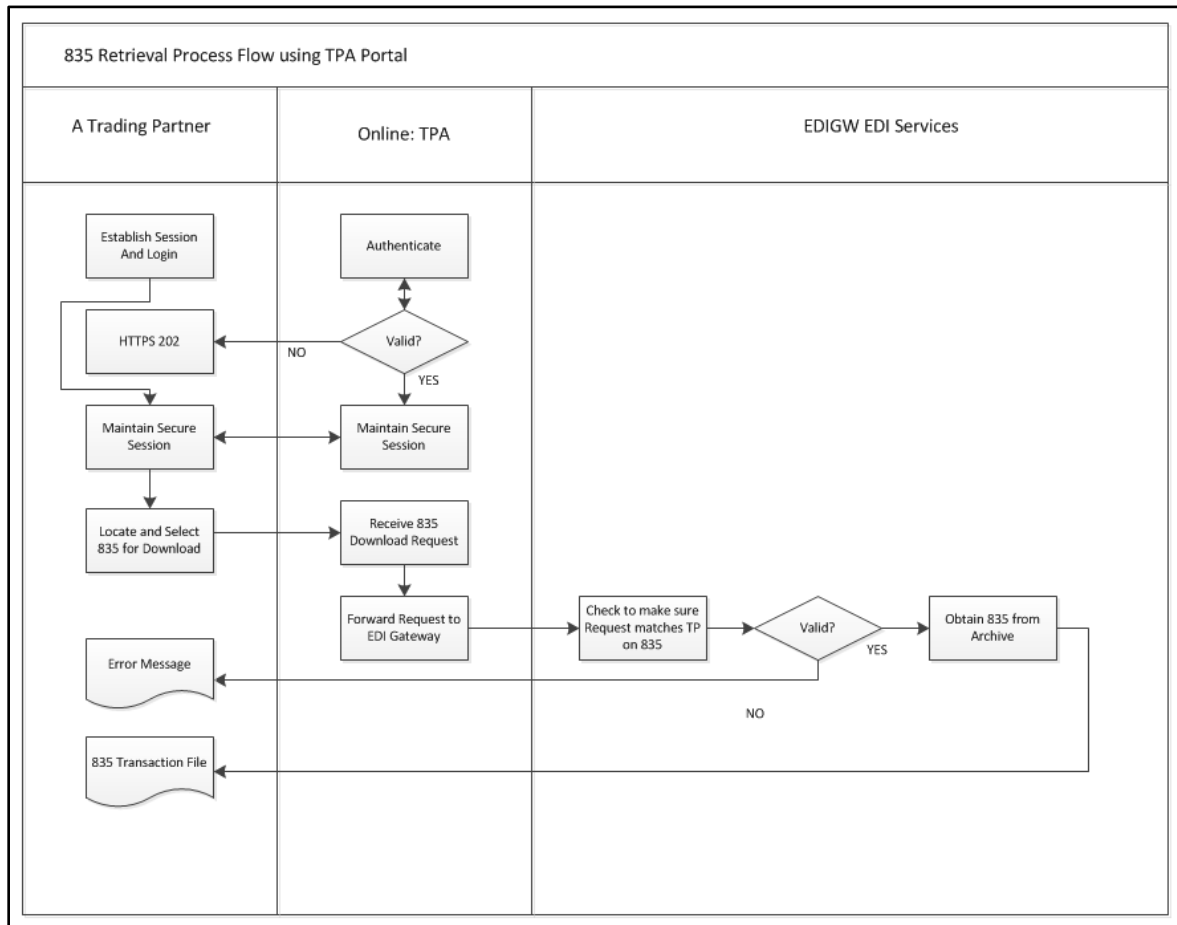 835 Retrieval Process Flow using TPA Portal
A Trading Partner
Online: TPA
EDIGW EDI Services
Establish Session
And Login
Authenticate
HTTPS 202
NO
Valid?
YES
Maintain Secure
Session
Maintain Secure
Session
Locate and Select
835 for Download
Receive 835
Download Request
Forward Request to
EDI Gateway
Check to make sure
Request matches TP
on 835
Valid?
YES
Obtain 835 from
Archive
Error Message
NO
835 Transaction File